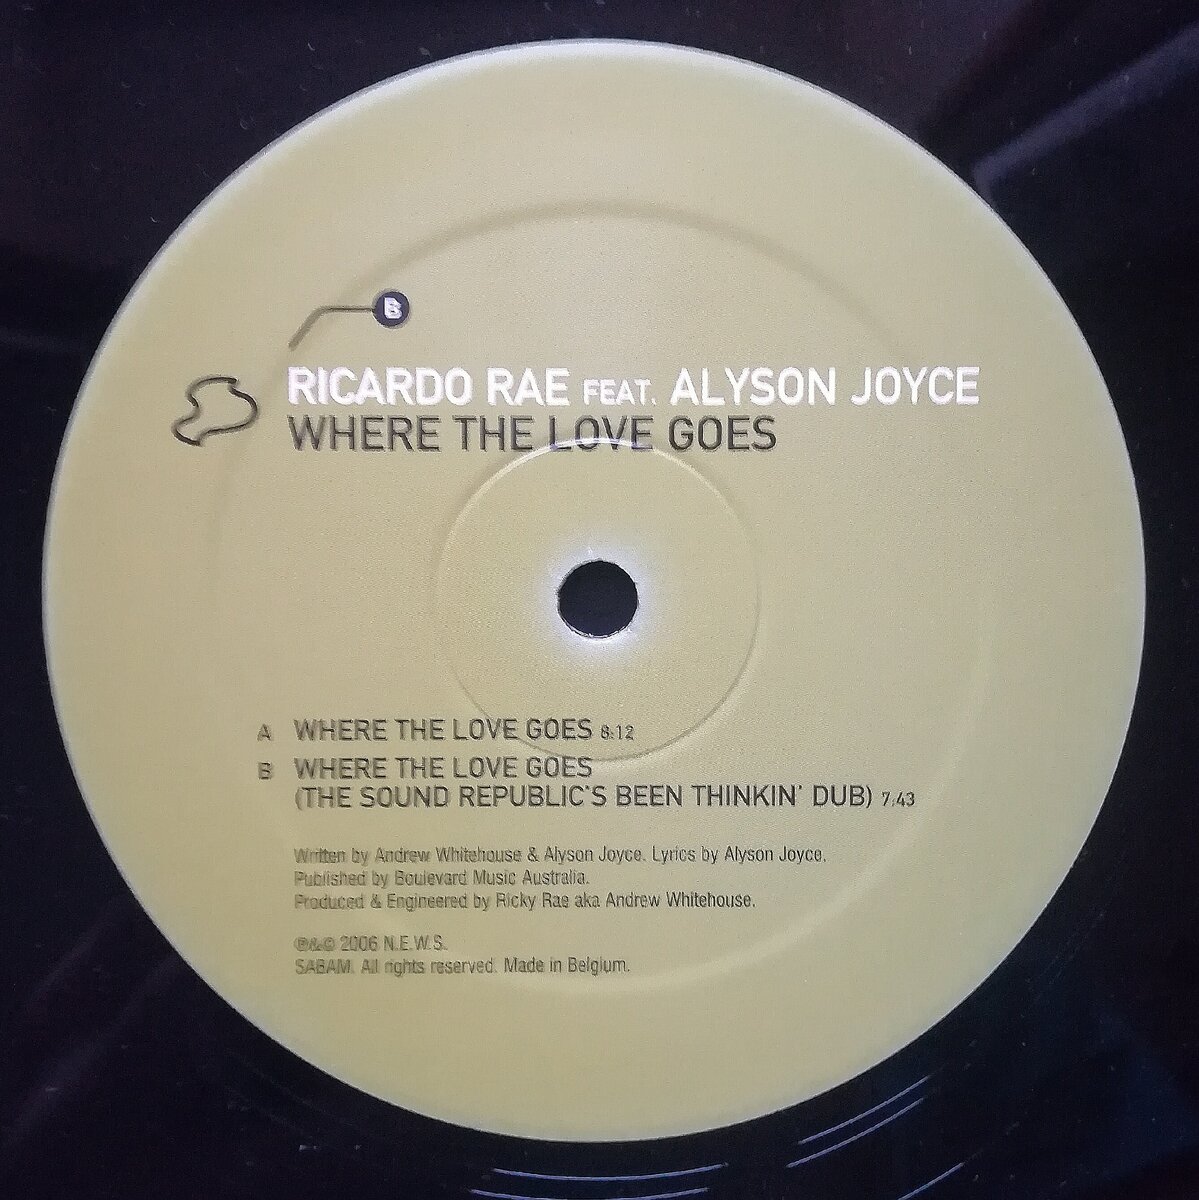 B
RICARDO RAE FEAT. ALYSON JOYCE
WHERE THE LOVE GOES
A WHERE THE LOVE GOES 8:12
B WHERE THE LOVE GOES
(THE SOUND REPUBLIC'S BEEN THINKIN' DUB) 7:43
Written by Andrew Whitehouse & Alyson Joyce. Lyrics by Alyson Joyce.
Published by Boulevard Music Australia.
Produced & Engineered by Ricky Rae aka Andrew Whitehouse.
℗&© 2006 N.E.W.S.
SABAM. All rights reserved. Made in Belgium.